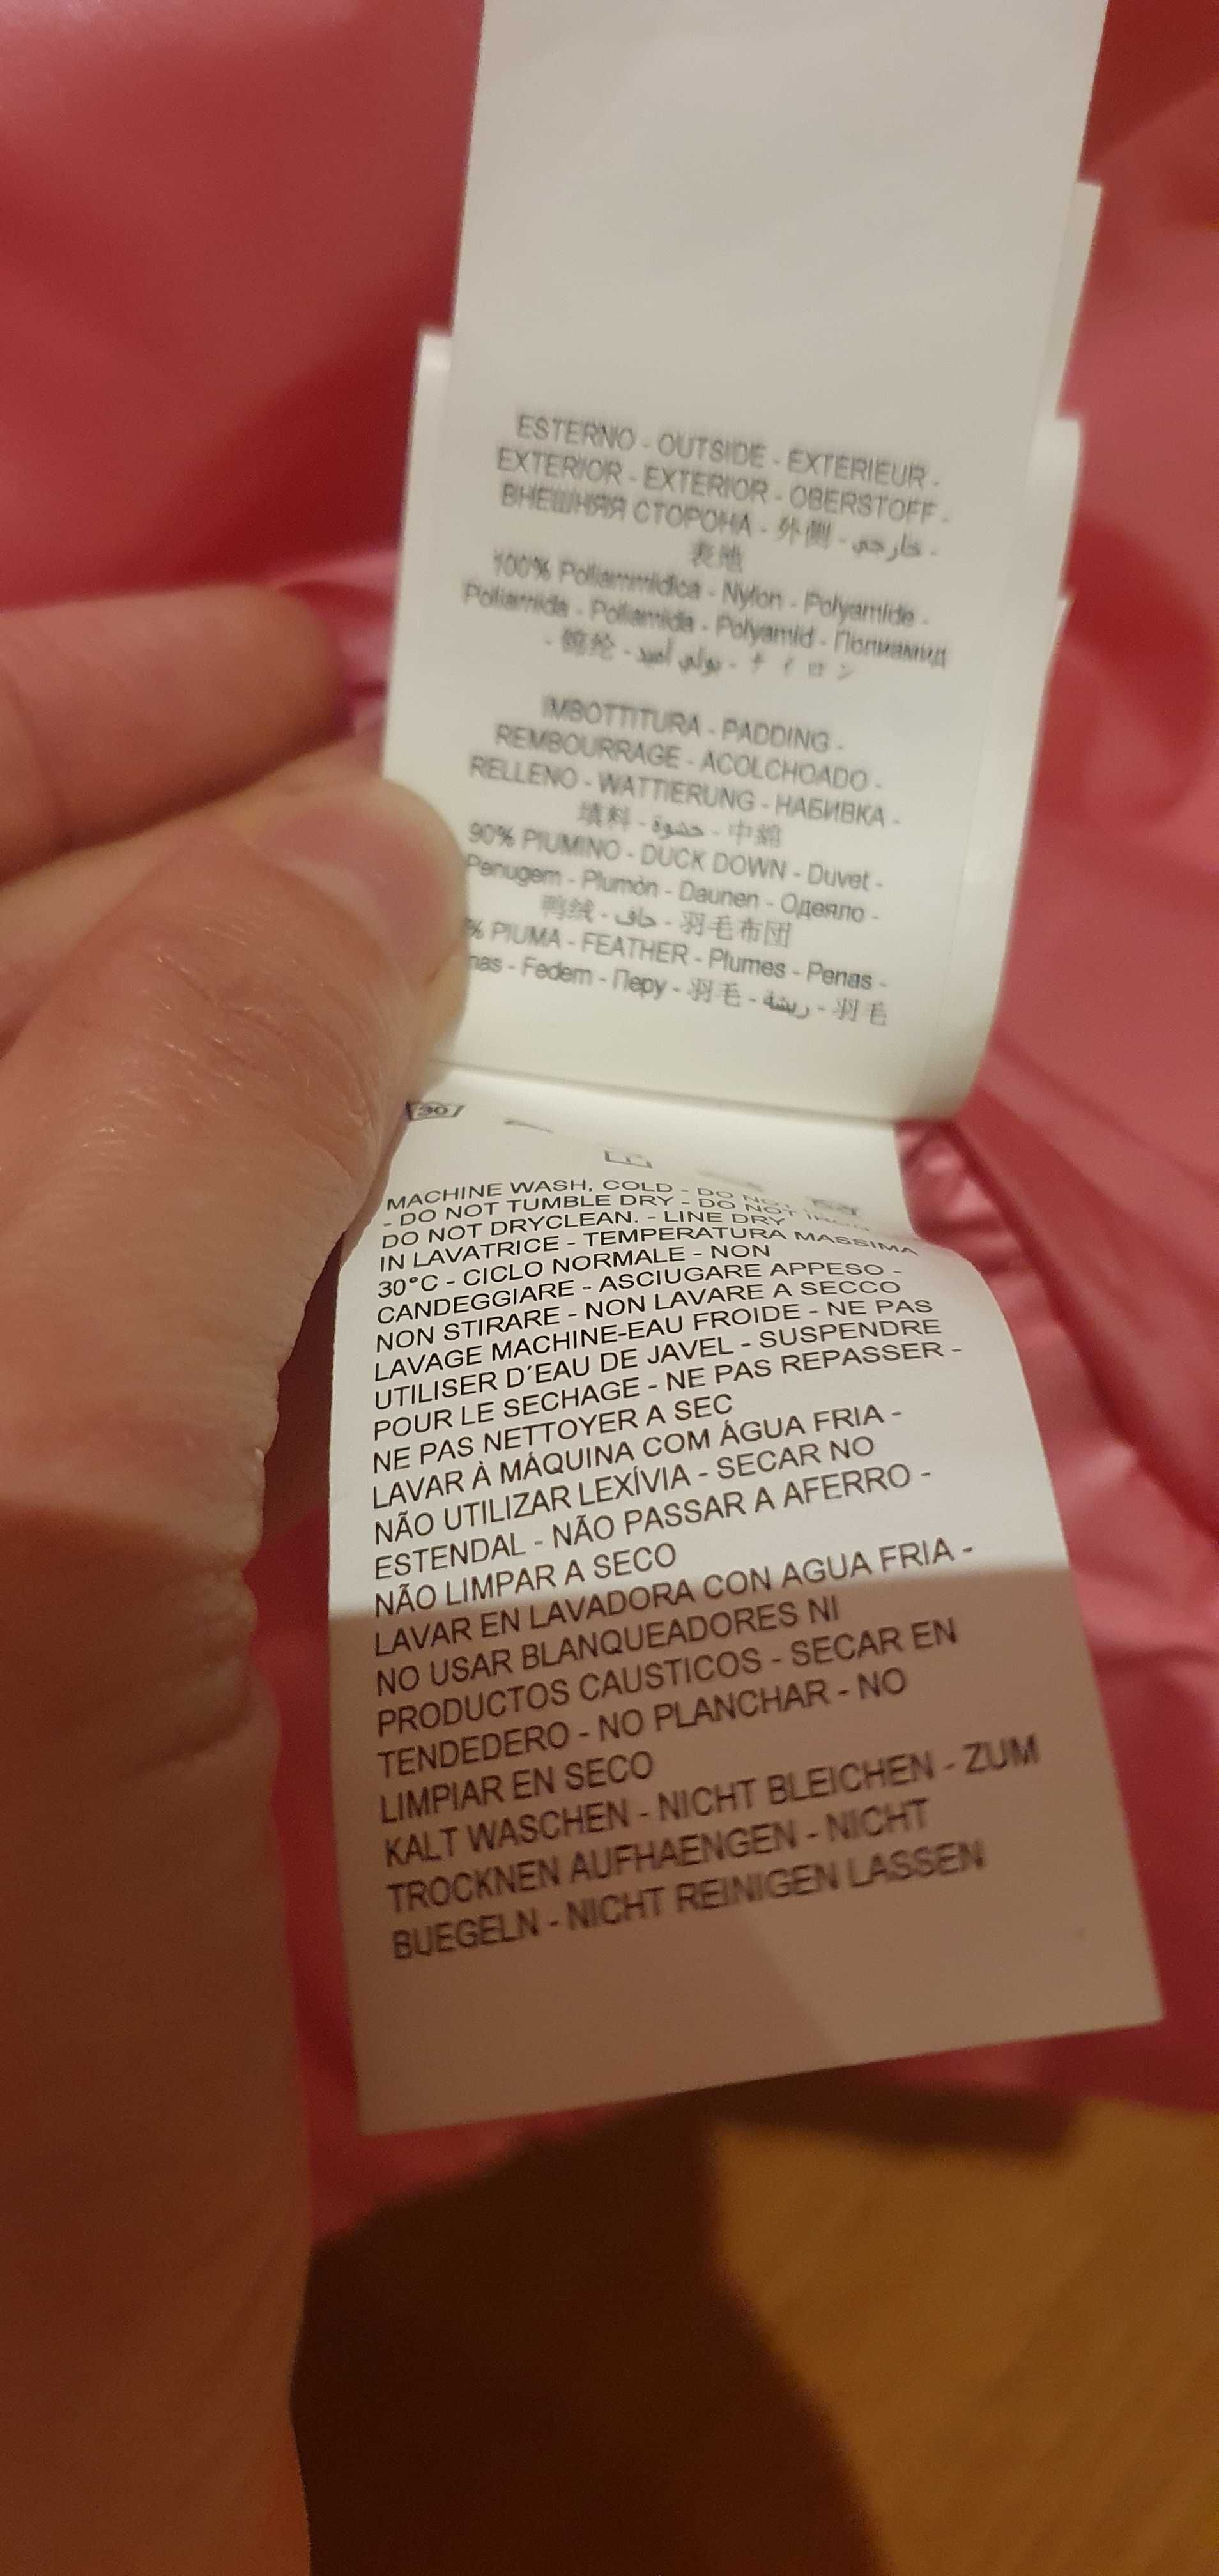 ESTERNO - OUTSIDE - EXTERIEUR -
EXTERIOR - EXTERIOR - OBERSTOFF -
ВНЕШНЯЯ СТОРОНА - 外侧 - خارجي -
表地
100% Poliammidica - Nylon - Polyamide -
Poliamida - Poliamida - Polyamid - Полиамид
- 锦纶 - بولي أميد - ナイロン
IMBOTTITURA - PADDING -
REMBOURRAGE - ACOLCHOADO -
RELLENO - WATTIERUNG - НАБИВКА -
填料 - حشوة - 中綿
90% PIUMINO - DUCK DOWN - Duvet -
Penugem - Plumòn - Daunen - Одеяло -
鸭绒 - حاف - 羽毛布団
% PIUMA - FEATHER - Plumes - Penas -
nas - Federn - Перу - 羽毛 - ريشة - 羽毛
30
MACHINE WASH, COLD - DO NO
- DO NOT TUMBLE DRY - DO NOT IRON
DO NOT DRYCLEAN. - LINE DRY
IN LAVATRICE - TEMPERATURA MASSIMA
30°C - CICLO NORMALE - NON
CANDEGGIARE - ASCIUGARE APPESO -
NON STIRARE - NON LAVARE A SECCO
LAVAGE MACHINE-EAU FROIDE - NE PAS
UTILISER D´EAU DE JAVEL - SUSPENDRE
POUR LE SECHAGE - NE PAS REPASSER -
NE PAS NETTOYER A SEC
LAVAR À MÁQUINA COM ÁGUA FRIA -
NÃO UTILIZAR LEXÍVIA - SECAR NO
ESTENDAL - NÃO PASSAR A AFERRO -
NÃO LIMPAR A SECO
LAVAR EN LAVADORA CON AGUA FRIA -
NO USAR BLANQUEADORES NI
PRODUCTOS CAUSTICOS - SECAR EN
TENDEDERO - NO PLANCHAR - NO
LIMPIAR EN SECO
KALT WASCHEN - NICHT BLEICHEN - ZUM
TROCKNEN AUFHAENGEN - NICHT
BUEGELN - NICHT REINIGEN LASSEN